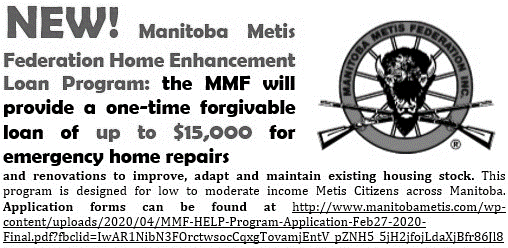 NEW! Manitoba Metis
Federation Home Enhancement
Loan Program: the MMF will
provide a one-time forgivable
loan of up to $15,000 for
emergency home repairs
and renovations to improve, adapt and maintain existing housing stock. This
program is designed for low to moderate income Metis Citizens across Manitoba.
Application forms can be found at http://www.manitobametis.com/wp-
content/uploads/2020/04/MMF-HELP-Program-Application-Feb27-2020-
Final.pdf?fbclid=IwAR1NibN3FOrctwsocCqxgTovamjEntV_pZNH5_5jH2jfojLdaXjBfr86Jl8
MANITOBA METIS FEDERATION INC.
®